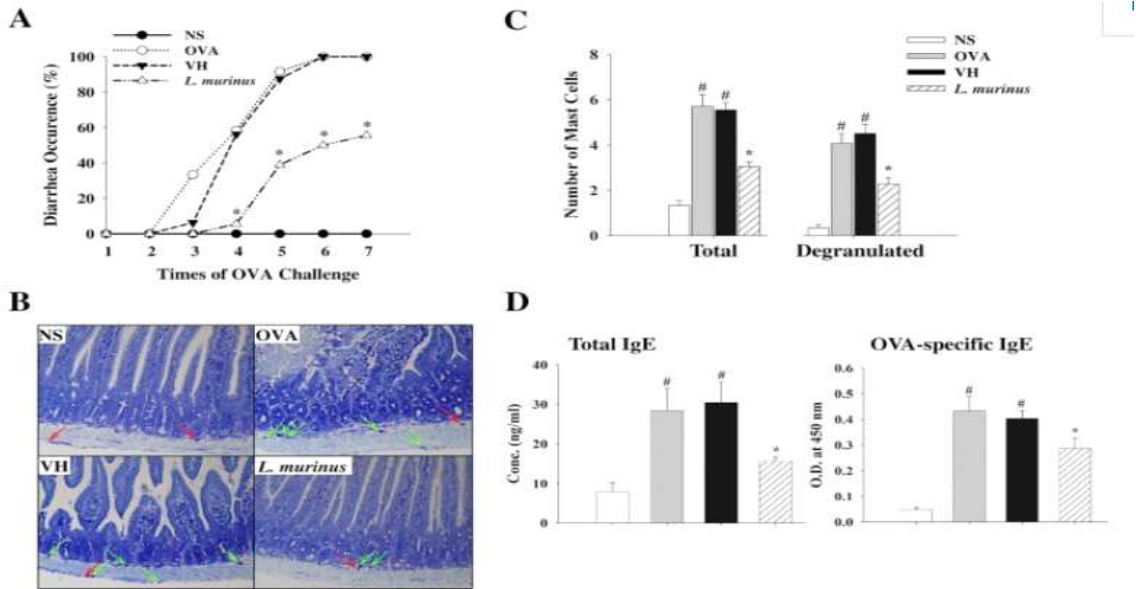 A
NS
OVA
VH
L. murinus
Diarrhea Occurence (%)
100
80
60
40
20
0
*
*
*
*
1 2 3 4 5 6 7
Times of OVA Challenge
B
NS
OVA
VH
L. murinus
C
NS
OVA
VH
L. murinus
Number of Mast Cells
8
6
4
2
0
# # *
# # *
Total Degranulated
D
Total IgE
Conc. (ng/ml)
40
30
20
10
0
# # *
OVA-specific IgE
O.D. at 450 nm
0.6
0.5
0.4
0.3
0.2
0.1
0.0
# # *